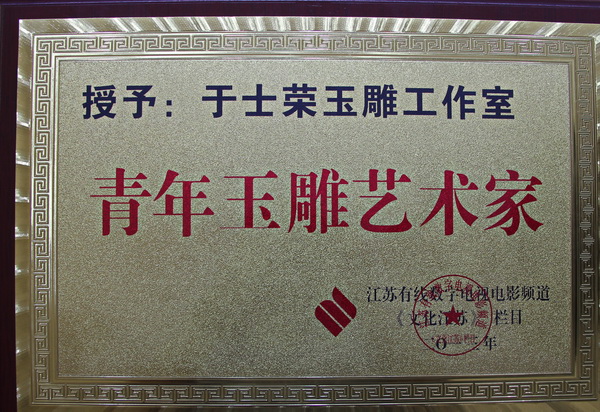 授予：于士荣玉雕工作室
青年玉雕艺术家
江苏有线数字电视电影频道
《文化江苏》栏目
年